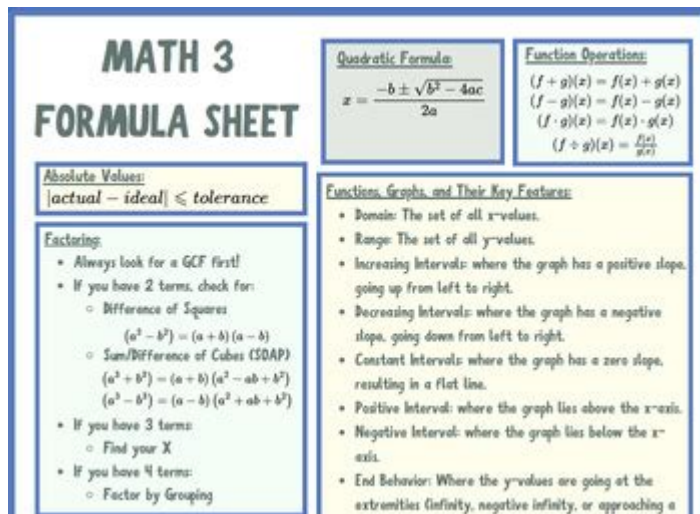 MATH 3
FORMULA SHEET
Quadratic Formula:
x = \frac{-b ± \sqrt{b² − 4ac}}{2a}
Function Operations:
(f + g)(x) = f(x) + g(x)
(f − g)(x) = f(x) − g(x)
(f · g)(x) = f(x) · g(x)
(f ÷ g)(x) = \frac{f(x)}{g(x)}
Absolute Values:
|actual − ideal| ⩽ tolerance
Factoring:
• Always look for a GCF first!
• If you have 2 terms, check for:
○ Difference of Squares
(a² − b²) = (a + b)(a − b)
○ Sum/Difference of Cubes (SOAP)
(a³ + b³) = (a + b)(a² − ab + b²)
(a³ − b³) = (a − b)(a² + ab + b²)
• If you have 3 terms:
○ Find your X
• If you have 4 terms:
○ Factor by Grouping
Functions, Graphs, and Their Key Features:
• Domain: The set of all x-values.
• Range: The set of all y-values.
• Increasing Intervals: where the graph has a positive slope,
going up from left to right.
• Decreasing Intervals: where the graph has a negative
slope, going down from left to right.
• Constant Intervals: where the graph has a zero slope,
resulting in a flat line.
• Positive Interval: where the graph lies above the x-axis.
• Negative Interval: where the graph lies below the x-
axis.
• End Behavior: Where the y-values are going at the
extremities (infinity, negative infinity, or approaching a